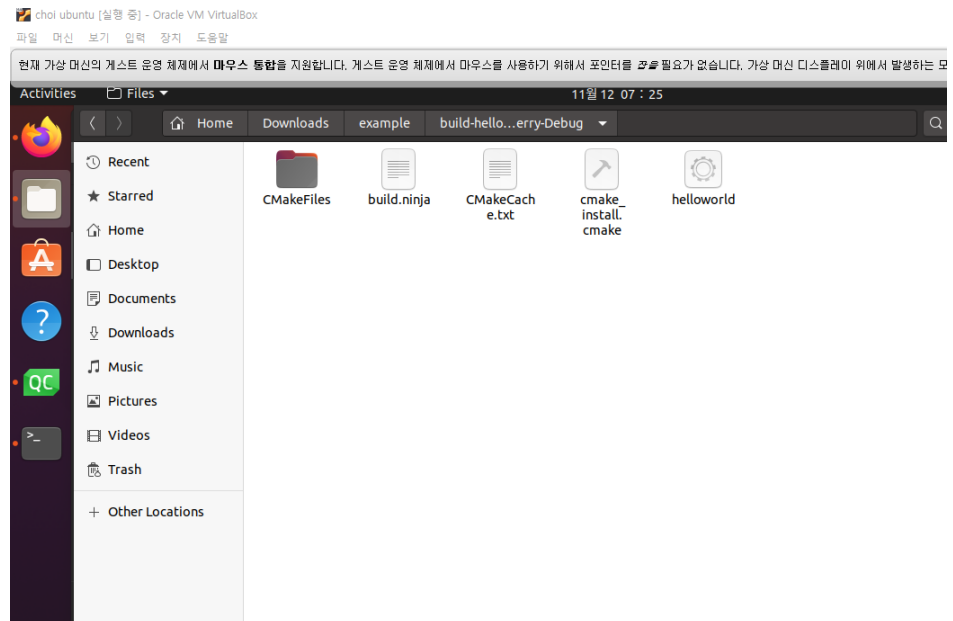 choi ubuntu [실행 중] - Oracle VM VirtualBox
파일 머신 보기 입력 장치 도움말
현재 가상 머신의 게스트 운영 체제에서 마우스 통합을 지원합니다. 게스트 운영 체제에서 마우스를 사용하기 위해서 포인터를 잡을 필요가 없습니다. 가상 머신 디스플레이 위에서 발생하는 모
Activities Files 11월 12 07 : 25
Home Downloads example build-hello...erry-Debug
Recent
Starred
Home
Desktop
Documents
Downloads
Music
Pictures
Videos
Trash
Other Locations
CMakeFiles
build.ninja
CMakeCach
e.txt
cmake_
install.
cmake
helloworld
QC
>_
?